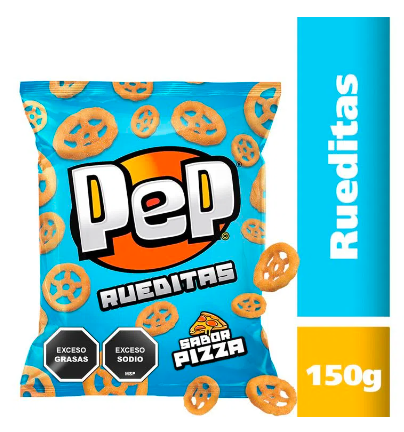 Pep
RUEDITAS
EXCESO
GRASAS
EXCESO
SODIO
SABOR
PIZZA
Rueditas
150g